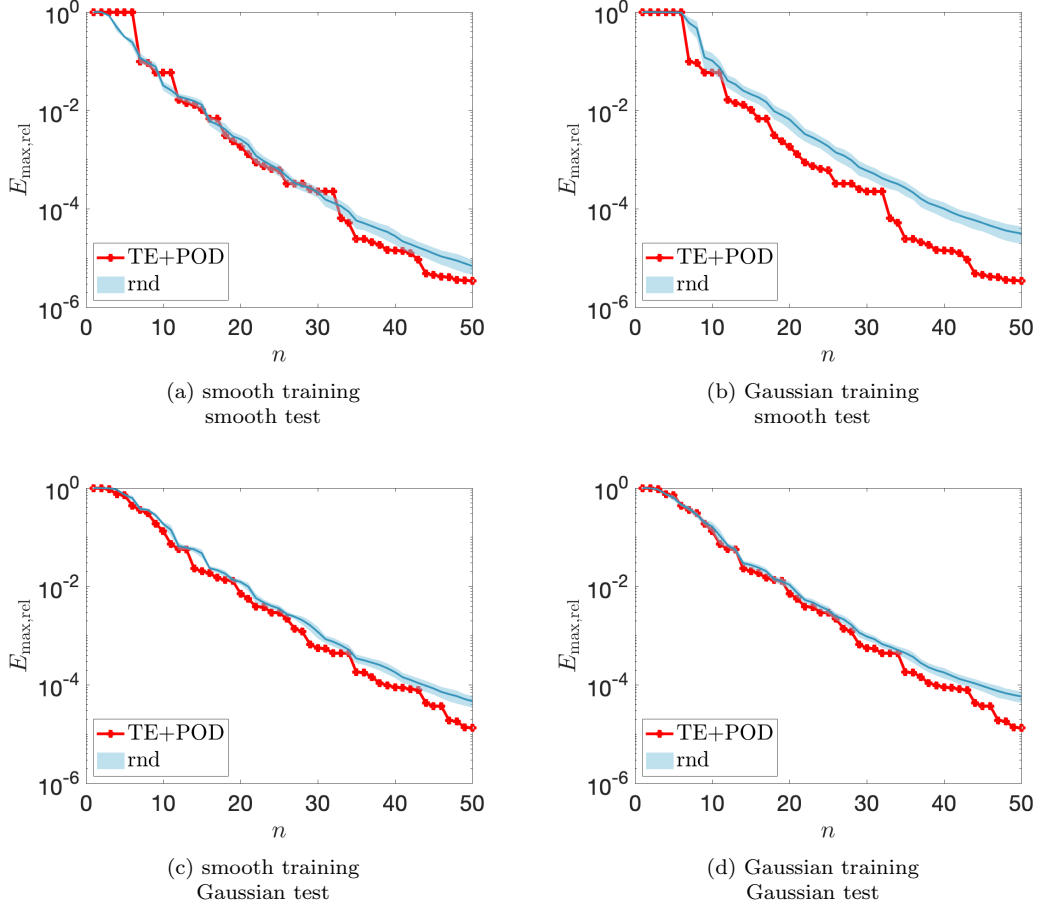 10^0
10^-2
10^-4
10^-6
E_max,rel
TE+POD
rnd
0 10 20 30 40 50
n
(a) smooth training
smooth test
10^0
10^-2
10^-4
10^-6
E_max,rel
TE+POD
rnd
0 10 20 30 40 50
n
(b) Gaussian training
smooth test
10^0
10^-2
10^-4
10^-6
E_max,rel
TE+POD
rnd
0 10 20 30 40 50
n
(c) smooth training
Gaussian test
10^0
10^-2
10^-4
10^-6
E_max,rel
TE+POD
rnd
0 10 20 30 40 50
n
(d) Gaussian training
Gaussian test